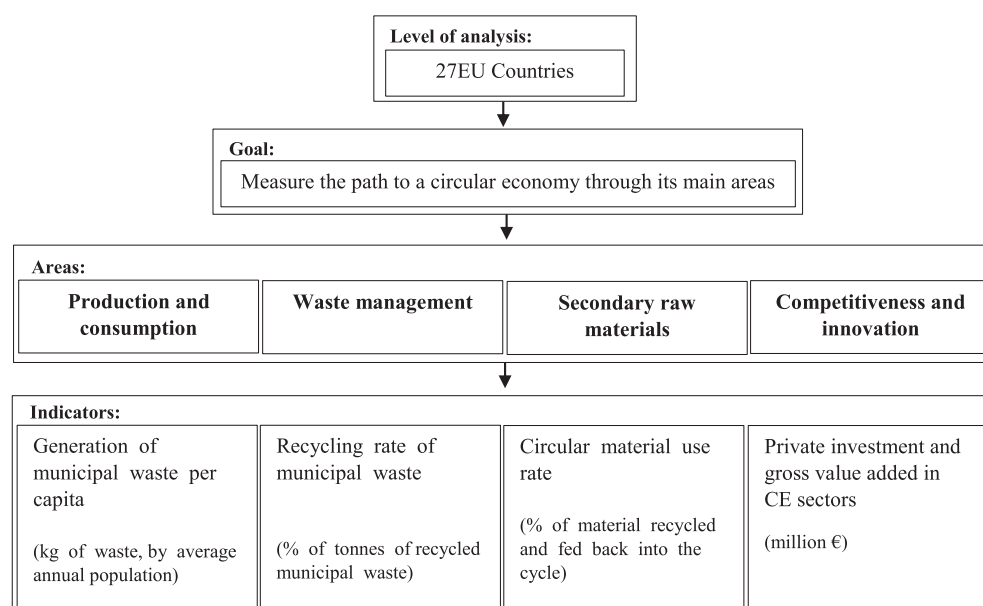 Level of analysis:
27EU Countries
Goal:
Measure the path to a circular economy through its main areas
Areas:
Production and
consumption
Waste management
Secondary raw
materials
Competitiveness and
innovation
Indicators:
Generation of
municipal waste per
capita
(kg of waste, by average
annual population)
Recycling rate of
municipal waste
(% of tonnes of recycled
municipal waste)
Circular material use
rate
(% of material recycled
and fed back into the
cycle)
Private investment and
gross value added in
CE sectors
(million €)